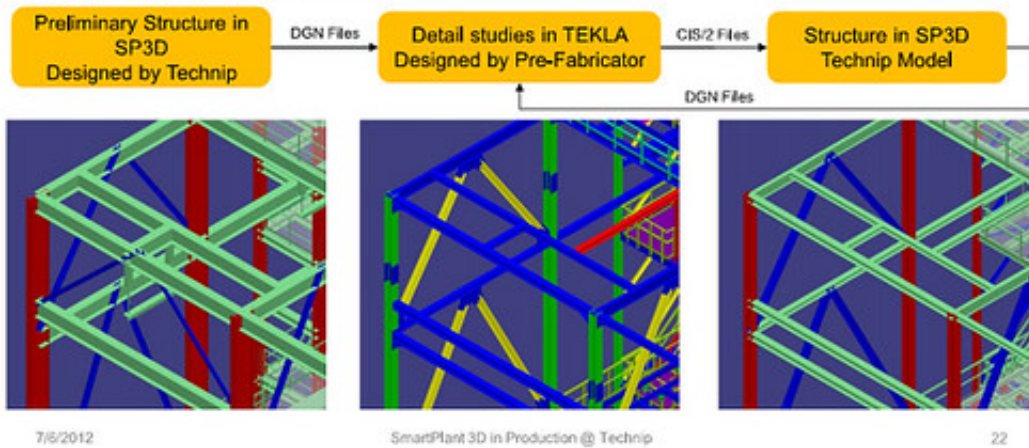 Preliminary Structure in
SP3D
Designed by Technip
DGN Files
Detail studies in TEKLA
Designed by Pre-Fabricator
CIS/2 Files
Structure in SP3D
Technip Model
DGN Files
7/6/2012
SmartPlant 3D in Production @ Technip
22